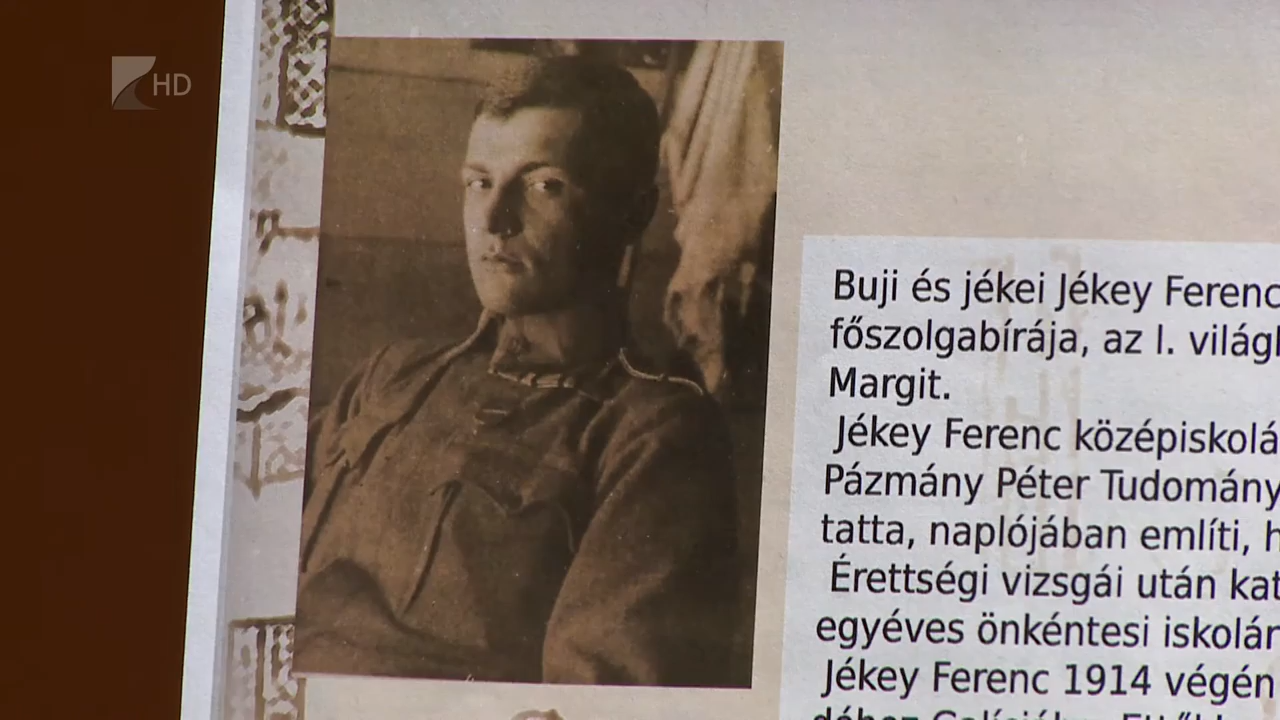 HD
Buji és jékei Jékey Ferenc
főszolgabírája, az I. világ
Margit.
Jékey Ferenc középiskolá
Pázmány Péter Tudomány
tatta, naplójában említi, h
Érettségi vizsgái után kat
egyéves önkéntesi iskolár
Jékey Ferenc 1914 végén